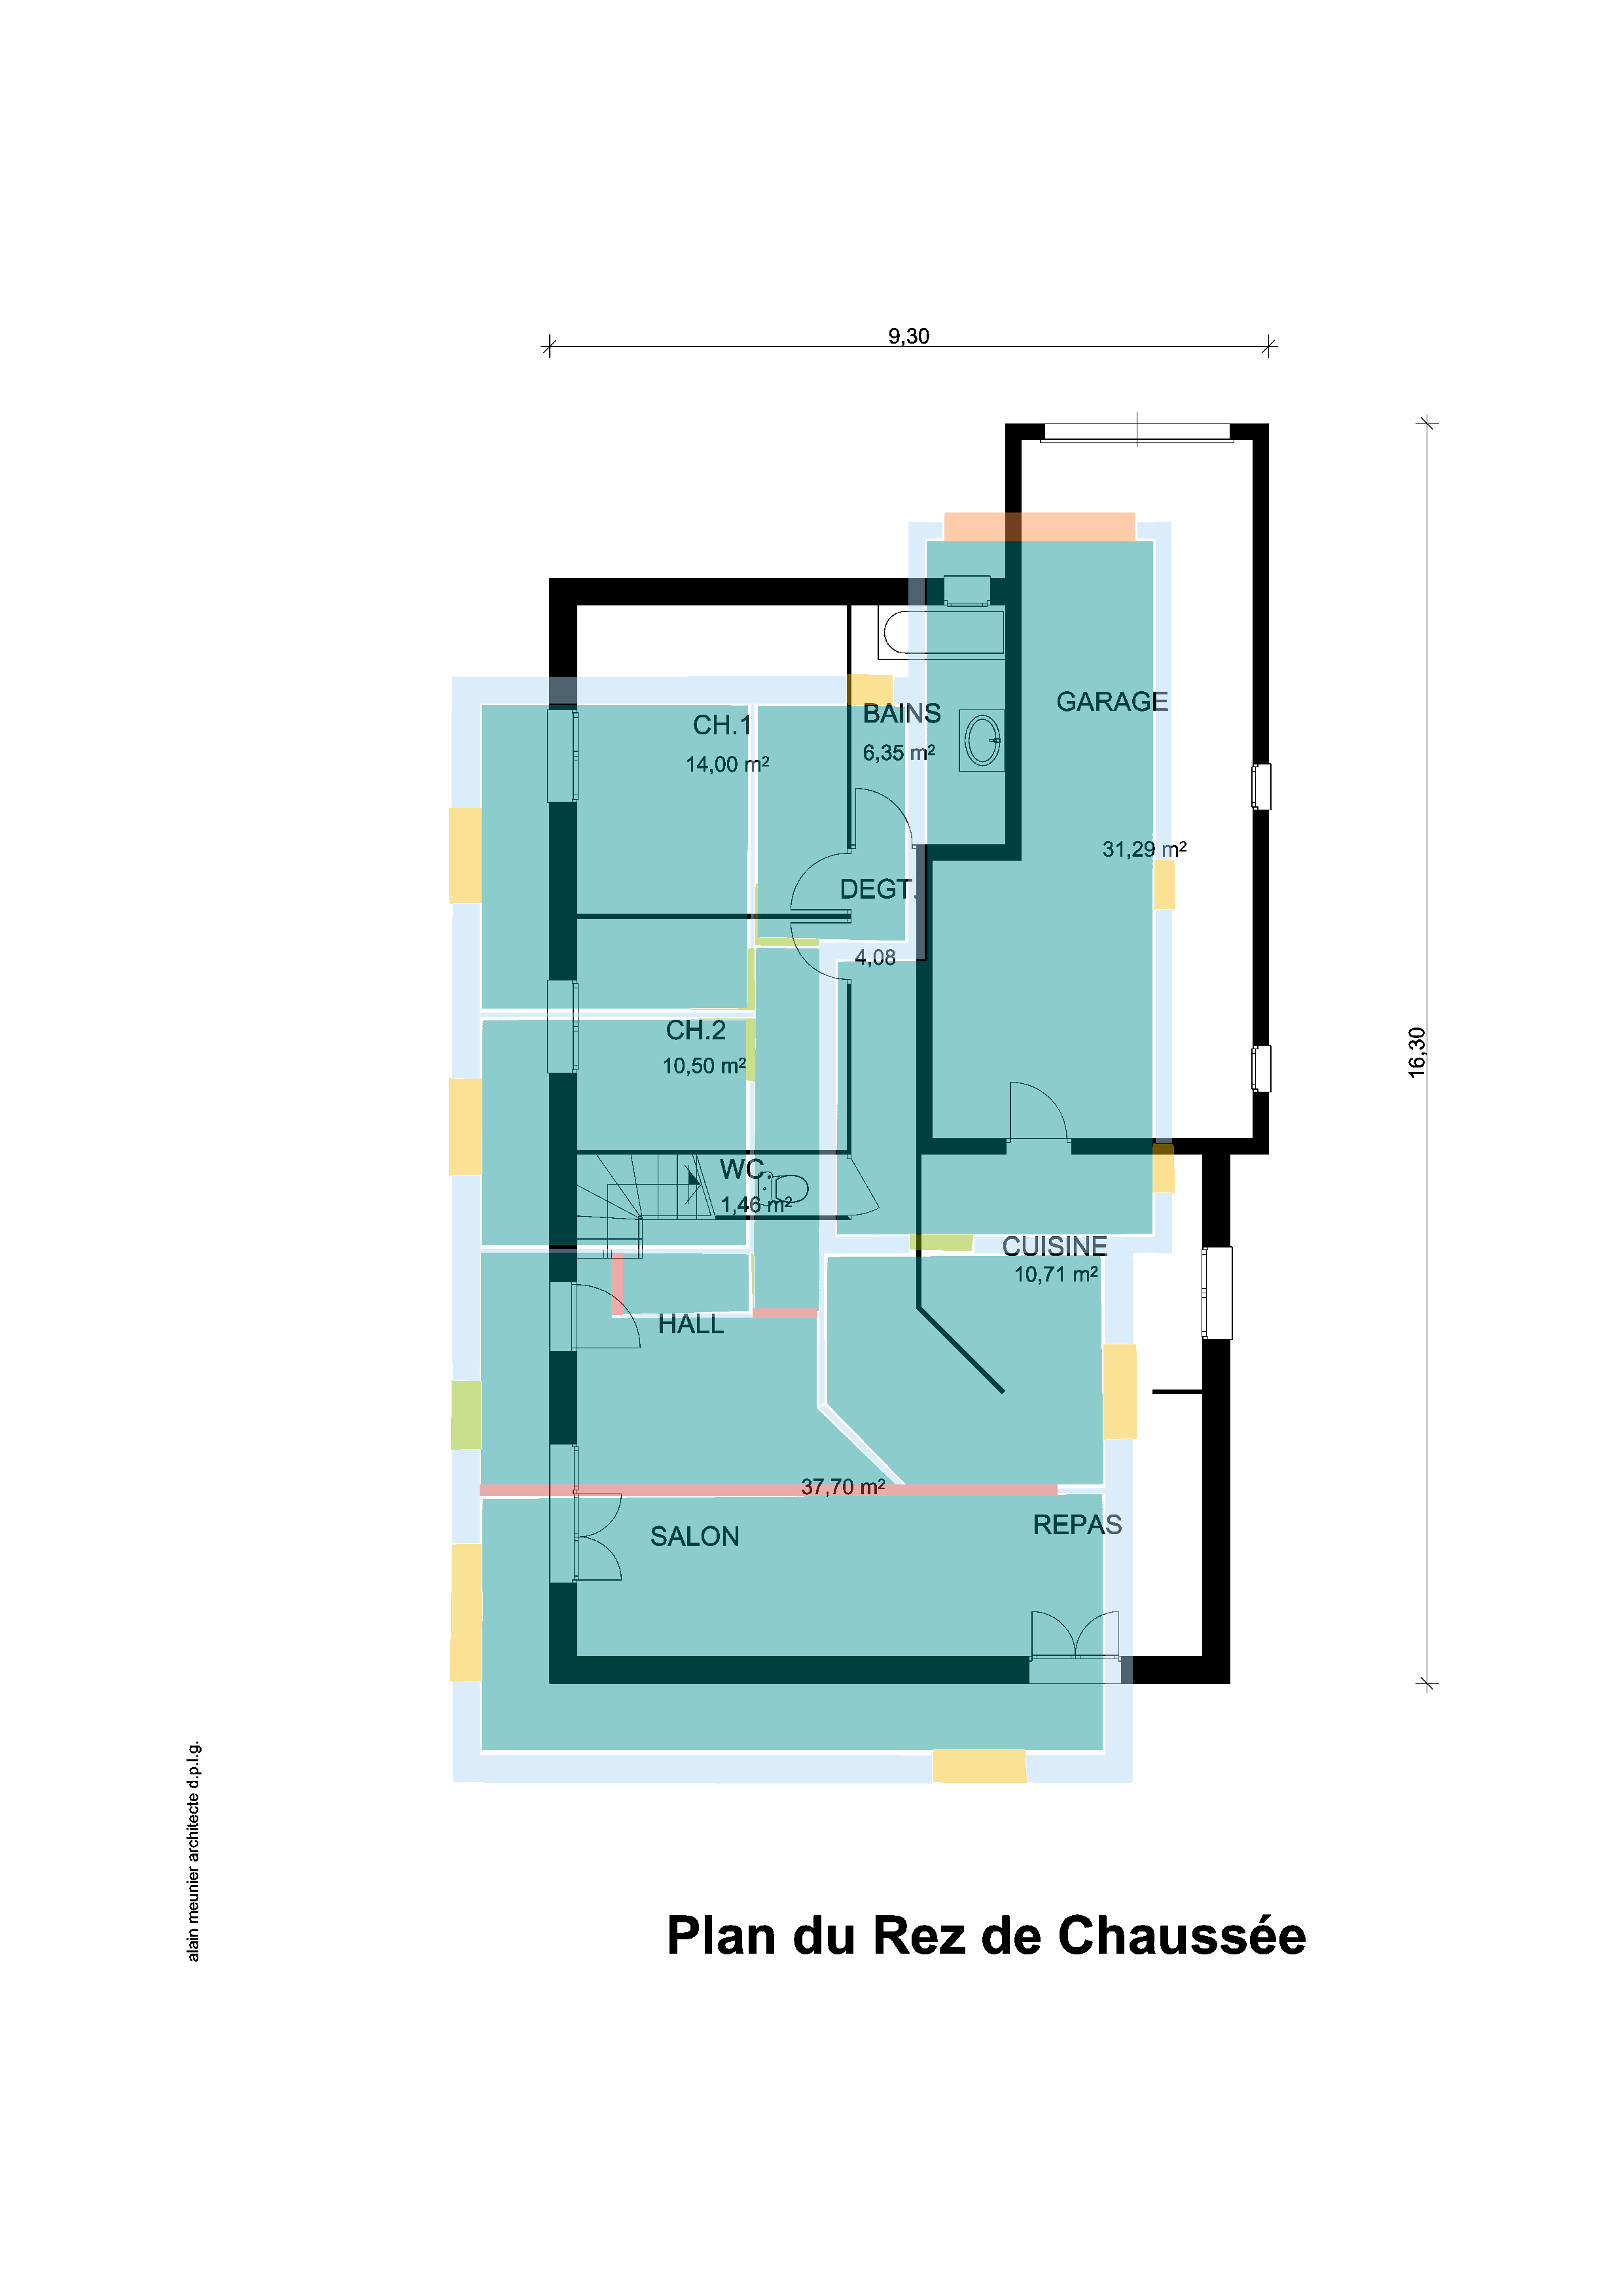 9,30
GARAGE
BAINS
CH.1
6,35 m²
14,00 m²
31,29 m²
DEGT.
4,08
CH.2
16,30
10,50 m²
WC.
1,46 m²
CUISINE
10,71 m²
HALL
37,70 m²
REPAS
SALON
alain meunier architecte d.p.l.g.
Plan du Rez de Chaussée